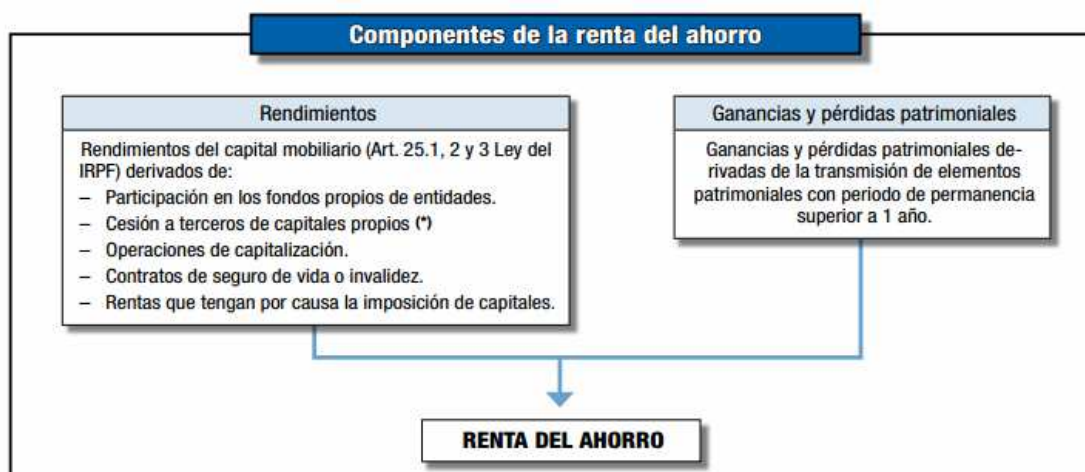 Componentes de la renta del ahorro
Rendimientos
Rendimientos del capital mobiliario (Art. 25.1, 2 y 3 Ley del
IRPF) derivados de:
– Participación en los fondos propios de entidades.
– Cesión a terceros de capitales propios (*)
– Operaciones de capitalización.
– Contratos de seguro de vida o invalidez.
– Rentas que tengan por causa la imposición de capitales.
Ganancias y pérdidas patrimoniales
Ganancias y pérdidas patrimoniales de-
rivadas de la transmisión de elementos
patrimoniales con periodo de permanencia
superior a 1 año.
RENTA DEL AHORRO